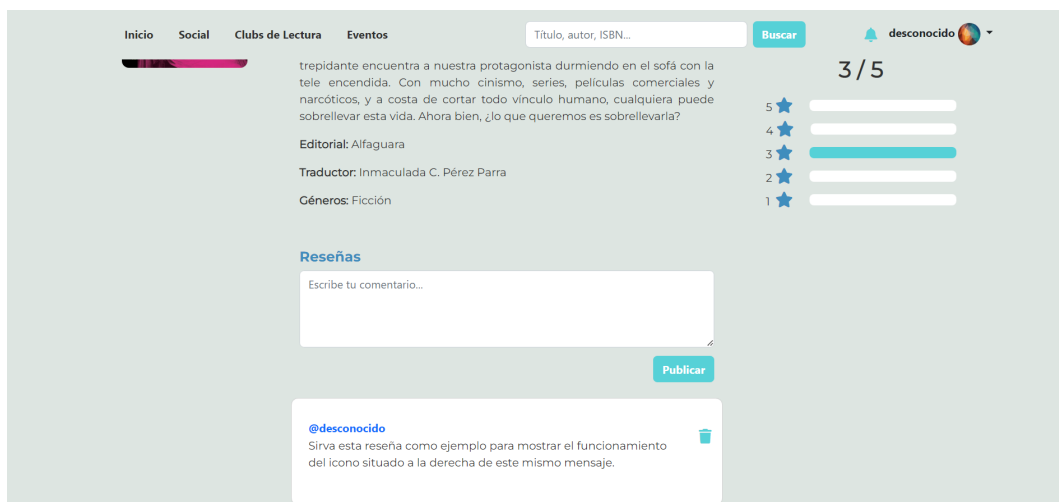 Inicio Social Clubs de Lectura Eventos Título, autor, ISBN... Buscar desconocido
trepidante encuentra a nuestra protagonista durmiendo en el sofá con la
tele encendida. Con mucho cinismo, series, películas comerciales y
narcóticos, y a costa de cortar todo vínculo humano, cualquiera puede
sobrellevar esta vida. Ahora bien, ¿lo que queremos es sobrellevarla?
Editorial: Alfaguara
Traductor: Inmaculada C. Pérez Parra
Géneros: Ficción
3 / 5
5
4
3
2
1
Reseñas
Escribe tu comentario...
Publicar
@desconocido
Sirva esta reseña como ejemplo para mostrar el funcionamiento
del icono situado a la derecha de este mismo mensaje.